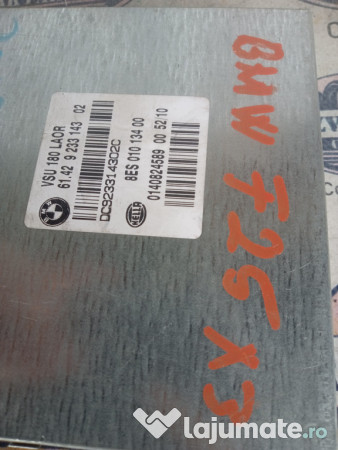 VSU 180 LAOR
61.42 9 233 143 02
DC923314302C
8ES 010 134 00
0140824589 00 52/10
HELLA
BMW F25 X3
lajumate.ro